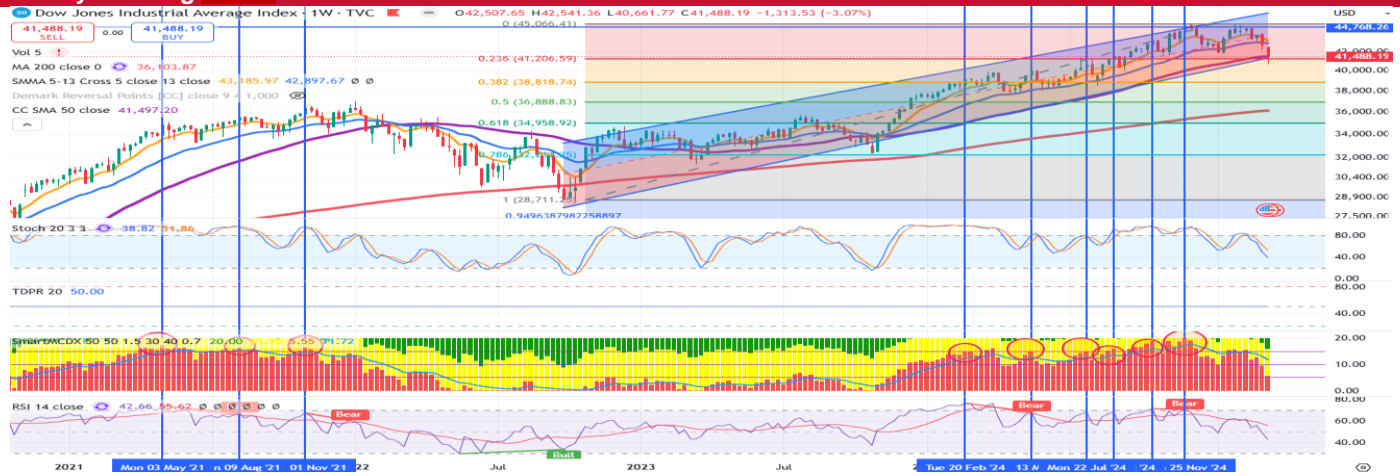 Dow Jones Industrial Average Index · 1W · TVC O42,507.65 H42,541.36 L40,661.77 C41,488.19 −1,313.53 (−3.07%)
USD
41,488.19
SELL
0.00
41,488.19
BUY
Vol 5
MA 200 close 0 36,103.87
SMMA 5-13 Cross 5 close 13 close 43,185.97 42,897.67 Ø Ø
Demark Reversal Points [CC] close 9 4 1,000
CC SMA 50 close 41,497.20
0 (45,066.41)
0.236 (41,206.59)
0.382 (38,818.74)
0.5 (36,888.83)
0.618 (34,958.92)
1 (28,711.25)
0.9496387982258897
44,768.26
42,000.00
41,488.19
40,000.00
38,000.00
36,000.00
34,000.00
32,000.00
30,400.00
28,900.00
27,500.00
Stoch 20 3 3 38.82 51.86
80.00
40.00
0.00
TDPR 20 50.00
80.00
40.00
SmartMCDX 50 50 1.5 30 40 0.7 20.00 5.55 11.72
20.00
10.00
0.00
RSI 14 close 42.66 55.62 Ø Ø Ø Ø Ø
Bear
Bull
Bear
Bear
80.00
60.00
40.00
2021 Mon 03 May '21 09 Aug '21 01 Nov '21 22 Jul 2023 Jul Tue 20 Feb '24 13 Mon 22 Jul '24 '24 25 Nov '24